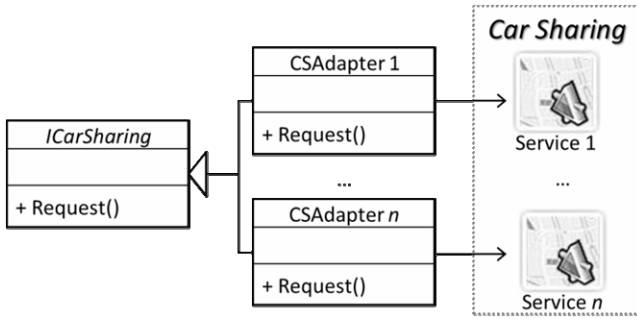 ICarSharing
+ Request()
CSAdapter 1
+ Request()
...
CSAdapter n
+ Request()
Car Sharing
Service 1
...
Service n